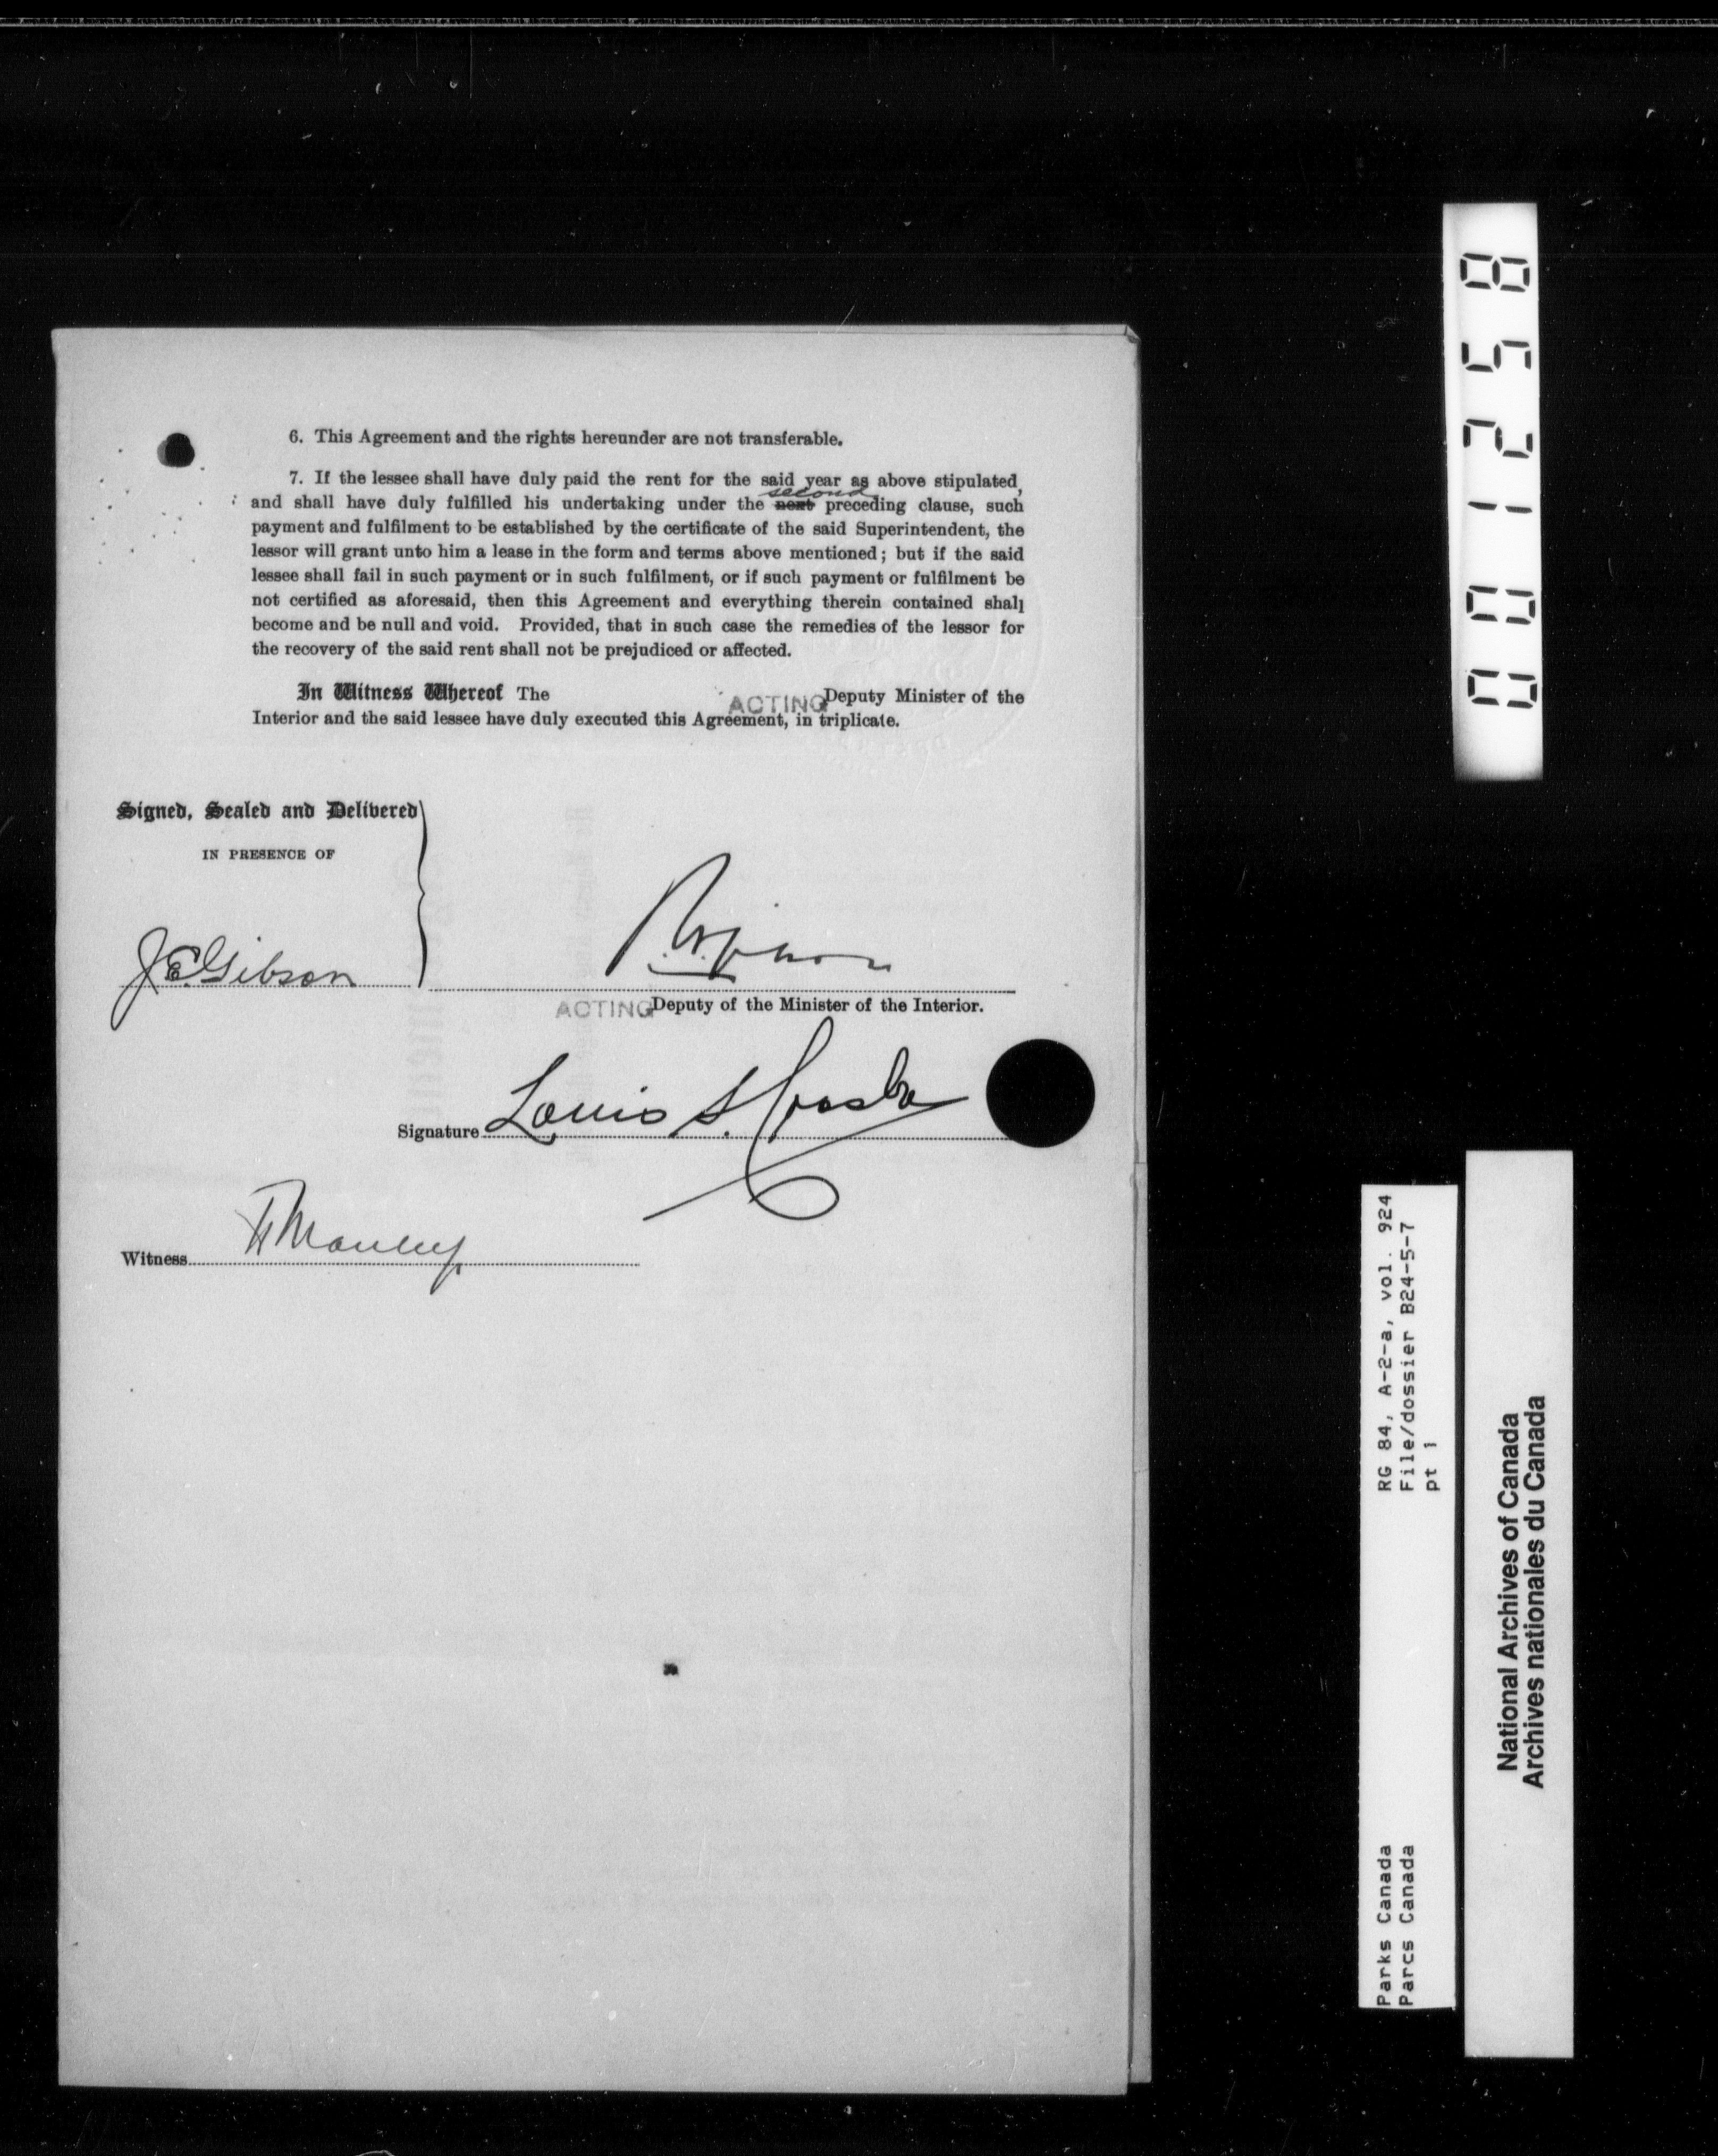 6. This Agreement and the rights hereunder are not transferable.
7. If the lessee shall have duly paid the rent for the said year as above stipulated,
second
and shall have duly fulfilled his undertaking under the next preceding clause, such
payment and fulfilment to be established by the certificate of the said Superintendent, the
lessor will grant unto him a lease in the form and terms above mentioned; but if the said
lessee shall fail in such payment or in such fulfilment, or if such payment or fulfilment be
not certified as aforesaid, then this Agreement and everything therein contained shall
become and be null and void. Provided, that in such case the remedies of the lessor for
the recovery of the said rent shall not be prejudiced or affected.
In Witness Whereof The ACTING Deputy Minister of the
Interior and the said lessee have duly executed this Agreement, in triplicate.
Signed, Sealed and Delivered
IN PRESENCE OF
J.E. Gibson
ACTING Deputy of the Minister of the Interior.
Signature Louis S. Crosby
Witness
0001258
RG 84, A-2-a, vol. 924
File/dossier B24-5-7
pt 1
Parks Canada
Parcs Canada
National Archives of Canada
Archives nationales du Canada